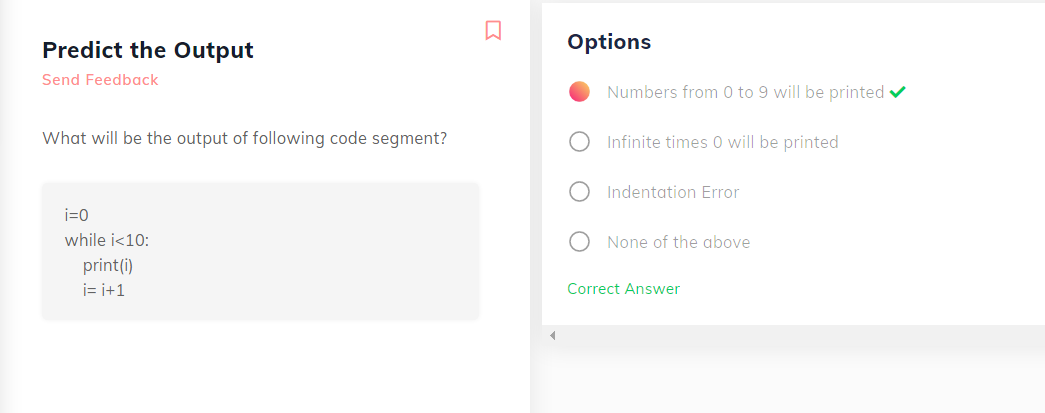 Predict the Output
Send Feedback
What will be the output of following code segment?
i=0
while i<10:
    print(i)
    i= i+1
Options
Numbers from 0 to 9 will be printed
Infinite times 0 will be printed
Indentation Error
None of the above
Correct Answer